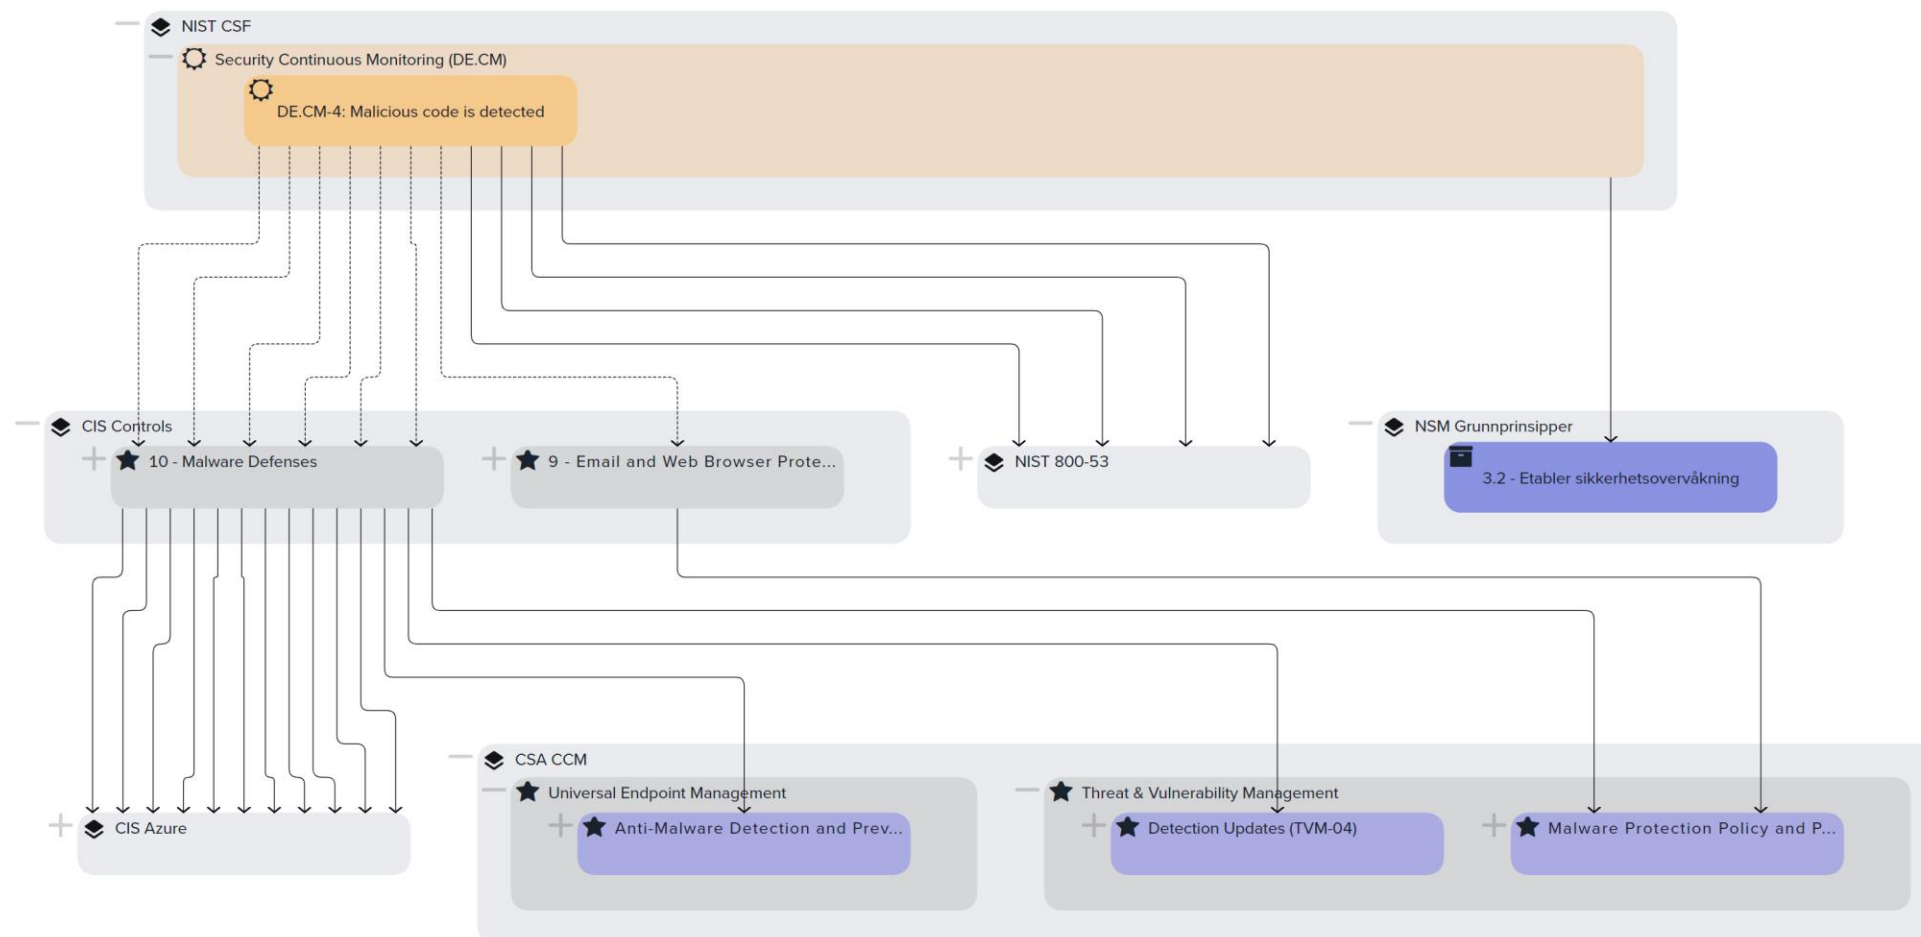 NIST CSF
Security Continuous Monitoring (DE.CM)
DE.CM-4: Malicious code is detected
CIS Controls
10 - Malware Defenses
9 - Email and Web Browser Prote...
NIST 800-53
NSM Grunnprinsipper
3.2 - Etabler sikkerhetsovervåkning
CSA CCM
Universal Endpoint Management
Threat & Vulnerability Management
CIS Azure
Anti-Malware Detection and Prev...
Detection Updates (TVM-04)
Malware Protection Policy and P...